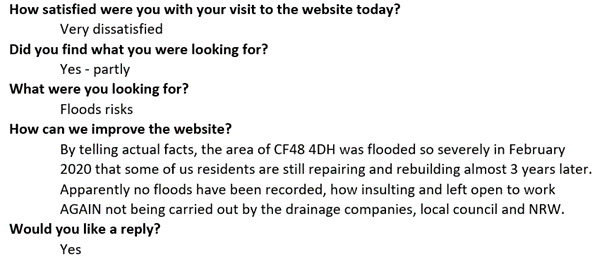 How satisfied were you with your visit to the website today?
Very dissatisfied
Did you find what you were looking for?
Yes - partly
What were you looking for?
Floods risks
How can we improve the website?
By telling actual facts, the area of CF48 4DH was flooded so severely in February
2020 that some of us residents are still repairing and rebuilding almost 3 years later.
Apparently no floods have been recorded, how insulting and left open to work
AGAIN not being carried out by the drainage companies, local council and NRW.
Would you like a reply?
Yes